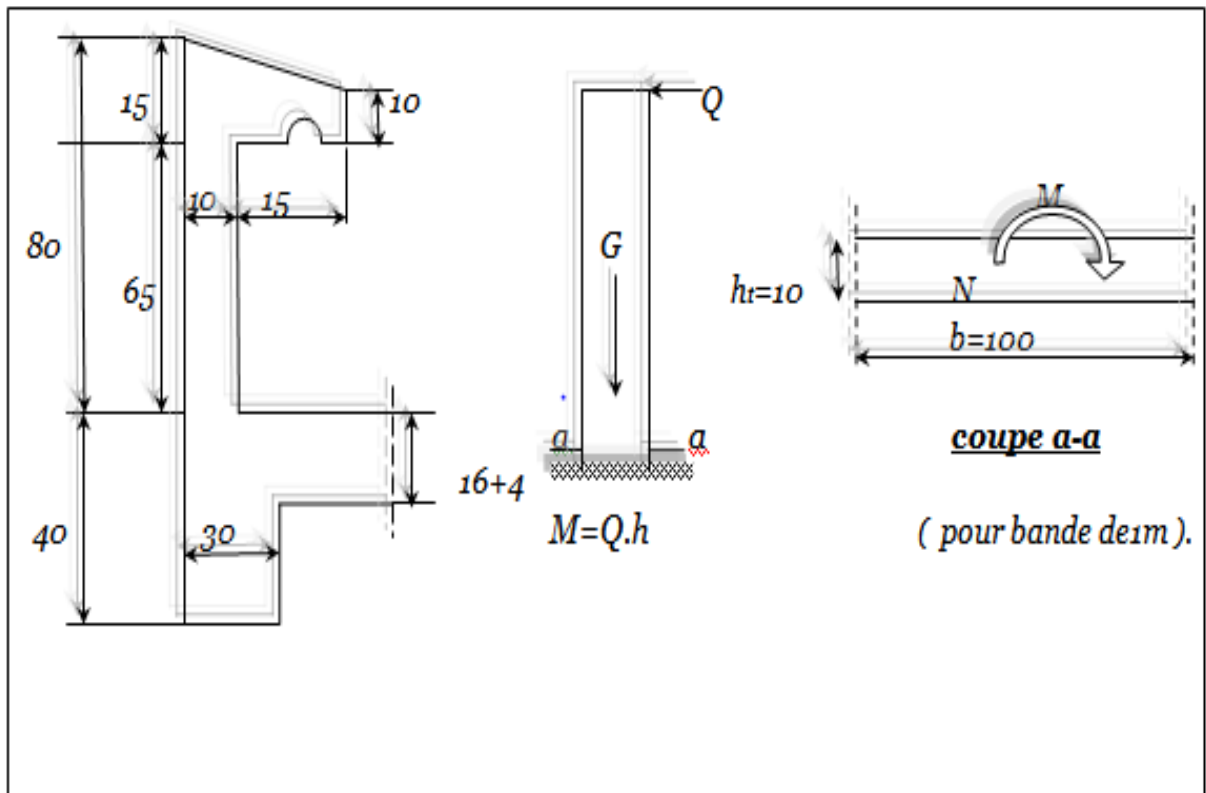 15
10
10
15
80
65
16+4
40
30
Q
G
a
a
M=Q.h
M
ht=10
N
b=100
coupe a-a
( pour bande de1m ).